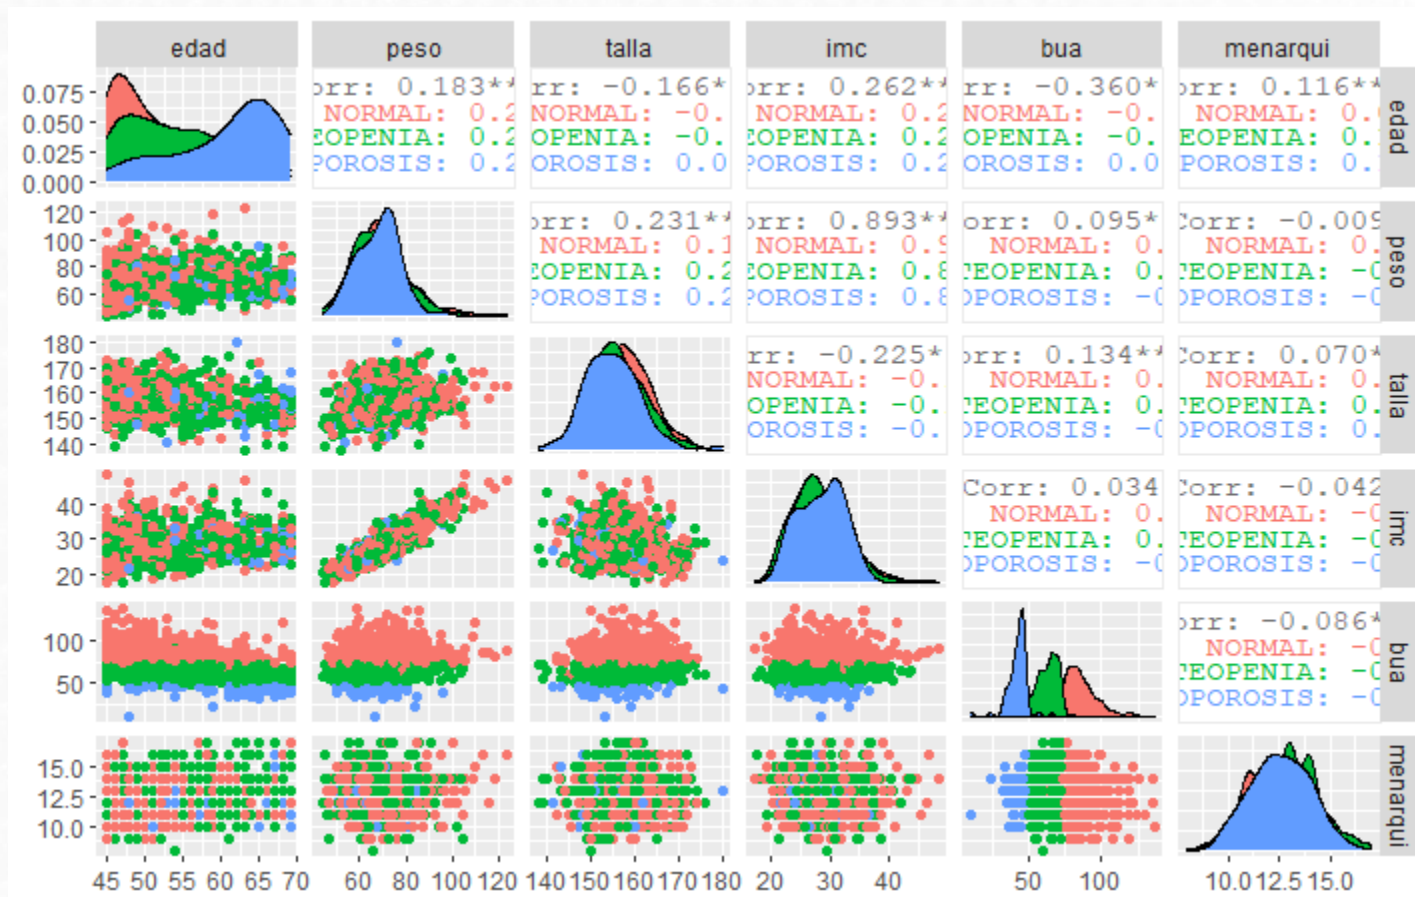 edad peso talla imc bua menarqui
0.075
0.050
0.025
0.000
orr: 0.183**
NORMAL: 0.2
EOPENIA: 0.2
POROSIS: 0.2
rr: -0.166*
NORMAL: -0.
OPENIA: -0.
OROSIS: 0.0
orr: 0.262**
NORMAL: 0.2
EOPENIA: 0.2
POROSIS: 0.2
rr: -0.360*
NORMAL: -0.
OPENIA: -0.
OROSIS: 0.0
orr: 0.116**
NORMAL: 0.
EOPENIA: 0.
POROSIS: 0.
edad
120
100
80
60
orr: 0.231**
NORMAL: 0.1
EOPENIA: 0.2
POROSIS: 0.2
orr: 0.893**
NORMAL: 0.9
EOPENIA: 0.8
POROSIS: 0.8
orr: 0.095*
NORMAL: 0.
TEOPENIA: 0.
OPOROSIS: -0
Corr: -0.009
NORMAL: 0.
TEOPENIA: -0
OPOROSIS: -0
peso
180
170
160
150
140
rr: -0.225*
NORMAL: -0.
OPENIA: -0.
OROSIS: -0.
orr: 0.134**
NORMAL: 0.
TEOPENIA: 0.
OPOROSIS: -0
Corr: 0.070*
NORMAL: 0.
TEOPENIA: 0.
OPOROSIS: 0.
talla
40
30
20
Corr: 0.034
NORMAL: 0.
TEOPENIA: 0.
OPOROSIS: -0
Corr: -0.042
NORMAL: -0
TEOPENIA: -0
OPOROSIS: -0
imc
100
50
orr: -0.086*
NORMAL: -0
TEOPENIA: -0
OPOROSIS: -0
bua
15.0
12.5
10.0
menarqui
45 50 55 60 65 70 60 80 100 120 140 150 160 170 180 20 30 40 50 100 10.0 12.5 15.0